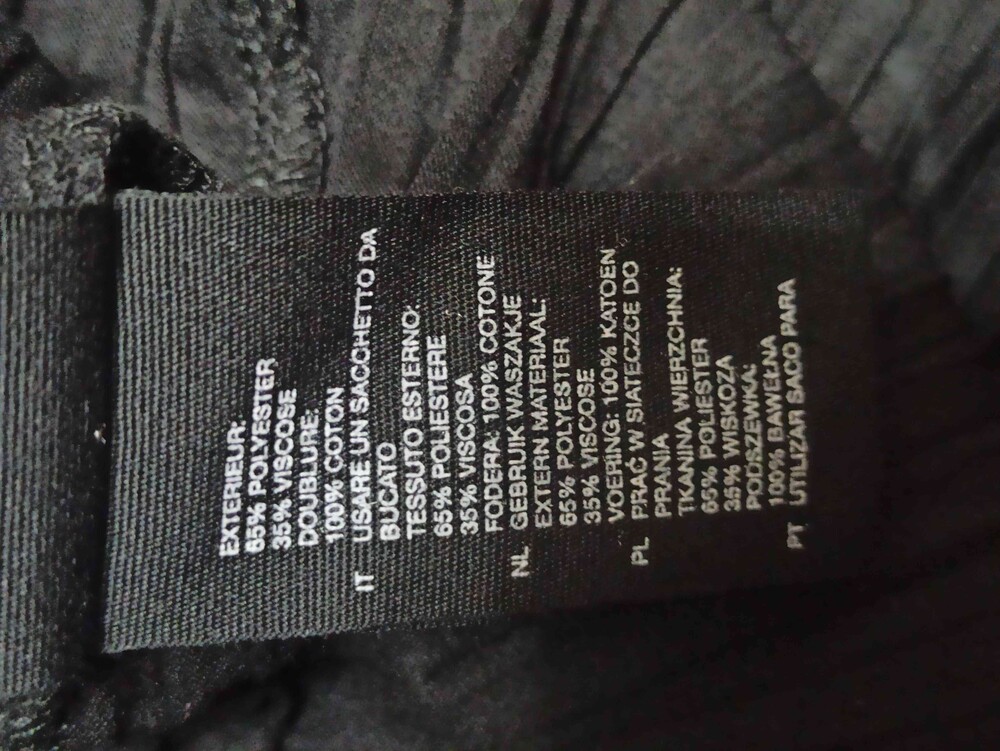 EXTERIEUR:
65% POLYESTER
35% VISCOSE
DOUBLURE:
100% COTON
IT USARE UN SACCHETTO DA
BUCATO
TESSUTO ESTERNO:
65% POLIESTERE
35% VISCOSA
FODERA: 100% COTONE
NL GEBRUIK WASZAKJE
EXTERN MATERIAAL:
65% POLYESTER
35% VISCOSE
VOERING: 100% KATOEN
PL PRAĆ W SIATECZCE DO
PRANIA
TKANINA WIERZCHNIA:
65% POLIESTER
35% WISKOZA
PODSZEWKA:
100% BAWEŁNA
PT UTILIZAR SACO PARA